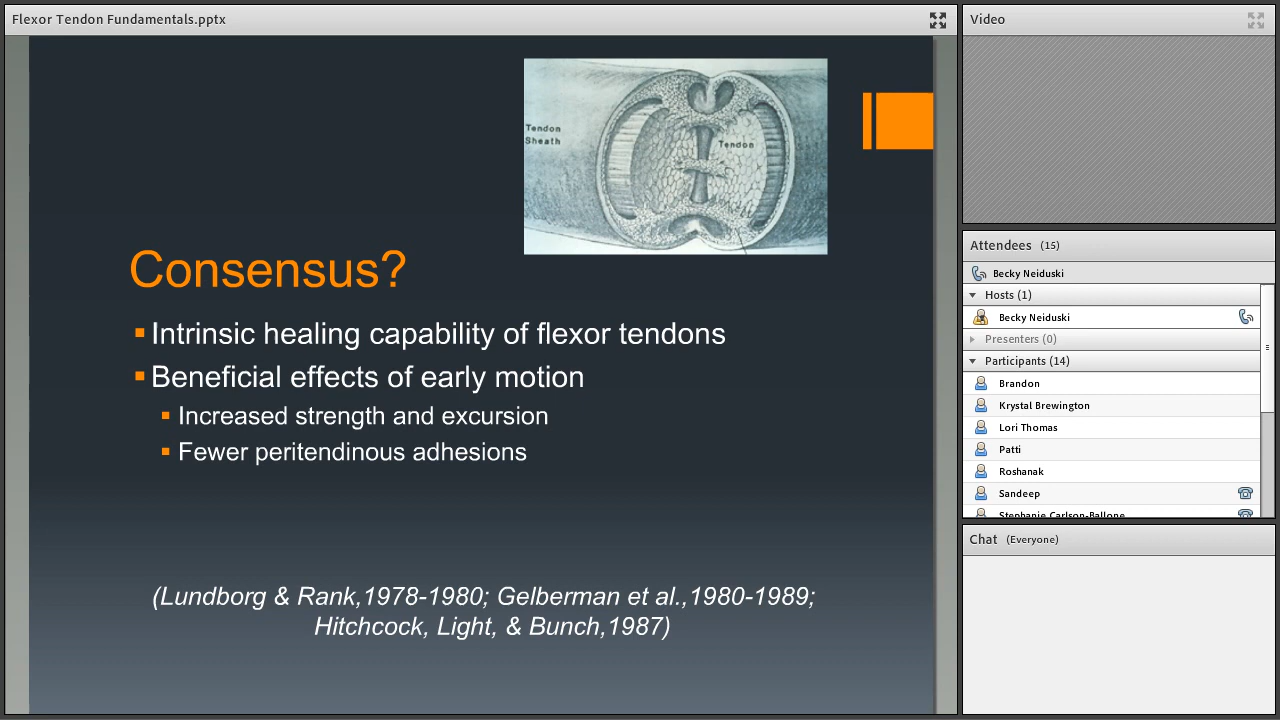 Flexor Tendon Fundamentals.pptx
Tendon
Sheath
Tendon
Consensus?
Intrinsic healing capability of flexor tendons
Beneficial effects of early motion
Increased strength and excursion
Fewer peritendinous adhesions
(Lundborg & Rank,1978-1980; Gelberman et al.,1980-1989;
Hitchcock, Light, & Bunch,1987)
Video
Attendees (15)
Becky Neiduski
Hosts (1)
Becky Neiduski
Presenters (0)
Participants (14)
Brandon
Krystal Brewington
Lori Thomas
Patti
Roshanak
Sandeep
Stephanie Carlson-Ballone
Chat (Everyone)